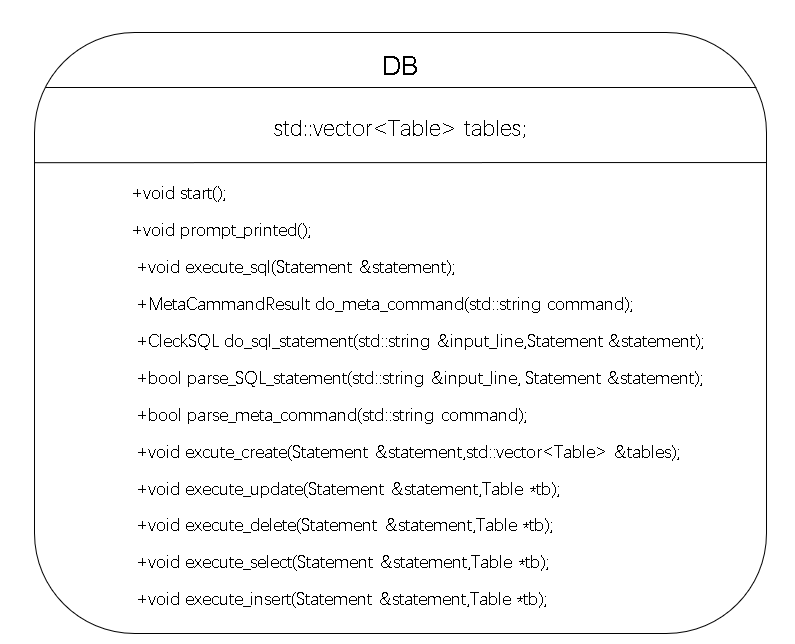 DB
std::vector<Table> tables;
+void start();
+void prompt_printed();
+void execute_sql(Statement &statement);
+MetaCammandResult do_meta_command(std::string command);
+CleckSQL do_sql_statement(std::string &input_line,Statement &statement);
+bool parse_SQL_statement(std::string &input_line, Statement &statement);
+bool parse_meta_command(std::string command);
+void excute_create(Statement &statement,std::vector<Table> &tables);
+void execute_update(Statement &statement,Table *tb);
+void execute_delete(Statement &statement,Table *tb);
+void execute_select(Statement &statement,Table *tb);
+void execute_insert(Statement &statement,Table *tb);